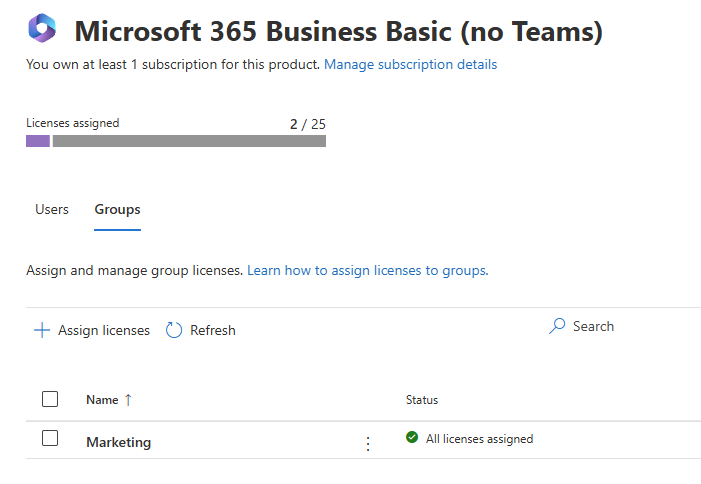 Microsoft 365 Business Basic (no Teams)
You own at least 1 subscription for this product. Manage subscription details
Licenses assigned 2 / 25
Users Groups
Assign and manage group licenses. Learn how to assign licenses to groups.
Assign licenses Refresh Search
Name ↑ Status
Marketing All licenses assigned